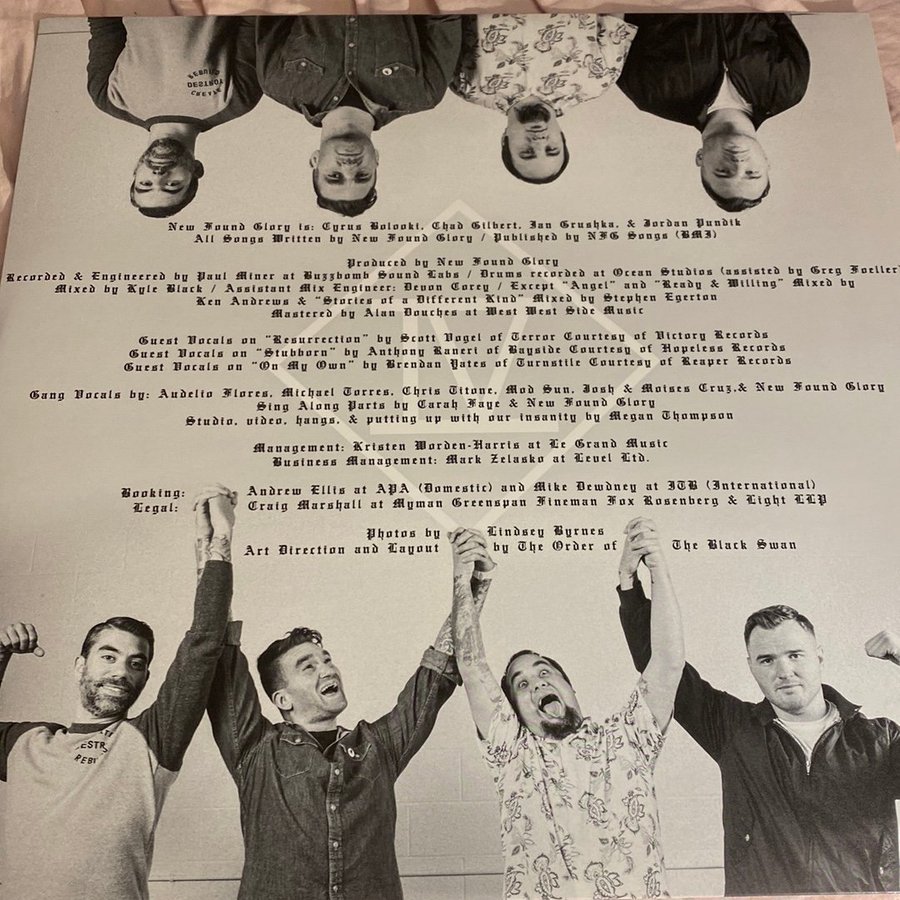 REBUILD
DESTROY
CREATE
New Found Glory is: Cyrus Bolooki, Chad Gilbert, Ian Grushka, & Jordan Pundik
All Songs Written by New Found Glory / Published by NFG Songs (BMI)
Produced by New Found Glory
Recorded & Engineered by Paul Miner at Buzzbomb Sound Labs / Drums recorded at Ocean Studios (assisted by Greg Foeller)
Mixed by Kyle Black / Assistant Mix Engineer: Devon Corey / Except "Angel" and "Ready & Willing" Mixed by
Ken Andrews & "Stories of a Different Kind" Mixed by Stephen Egerton
Mastered by Alan Douches at West West Side Music
Guest Vocals on "Resurrection" by Scott Vogel of Terror Courtesy of Victory Records
Guest Vocals on "Stubborn" by Anthony Raneri of Bayside Courtesy of Hopeless Records
Guest Vocals on "On My Own" by Brendan Yates of Turnstile Courtesy of Reaper Records
Gang Vocals by: Audelio Flores, Michael Torres, Chris Titone, Mod Sun, Josh & Moises Cruz,& New Found Glory
Sing Along Parts by Carah Faye & New Found Glory
Studio, video, hangs, & putting up with our insanity by Megan Thompson
Management: Kristen Worden-Harris at Le Grand Music
Business Management: Mark Zelasko at Level Ltd.
Booking: Andrew Ellis at APA (Domestic) and Mike Dewdney at ITB (International)
Legal: Craig Marshall at Myman Greenspan Fineman Fox Rosenberg & Light LLP
Photos by Lindsey Byrnes
Art Direction and Layout by The Order of The Black Swan
ESTR
REBU